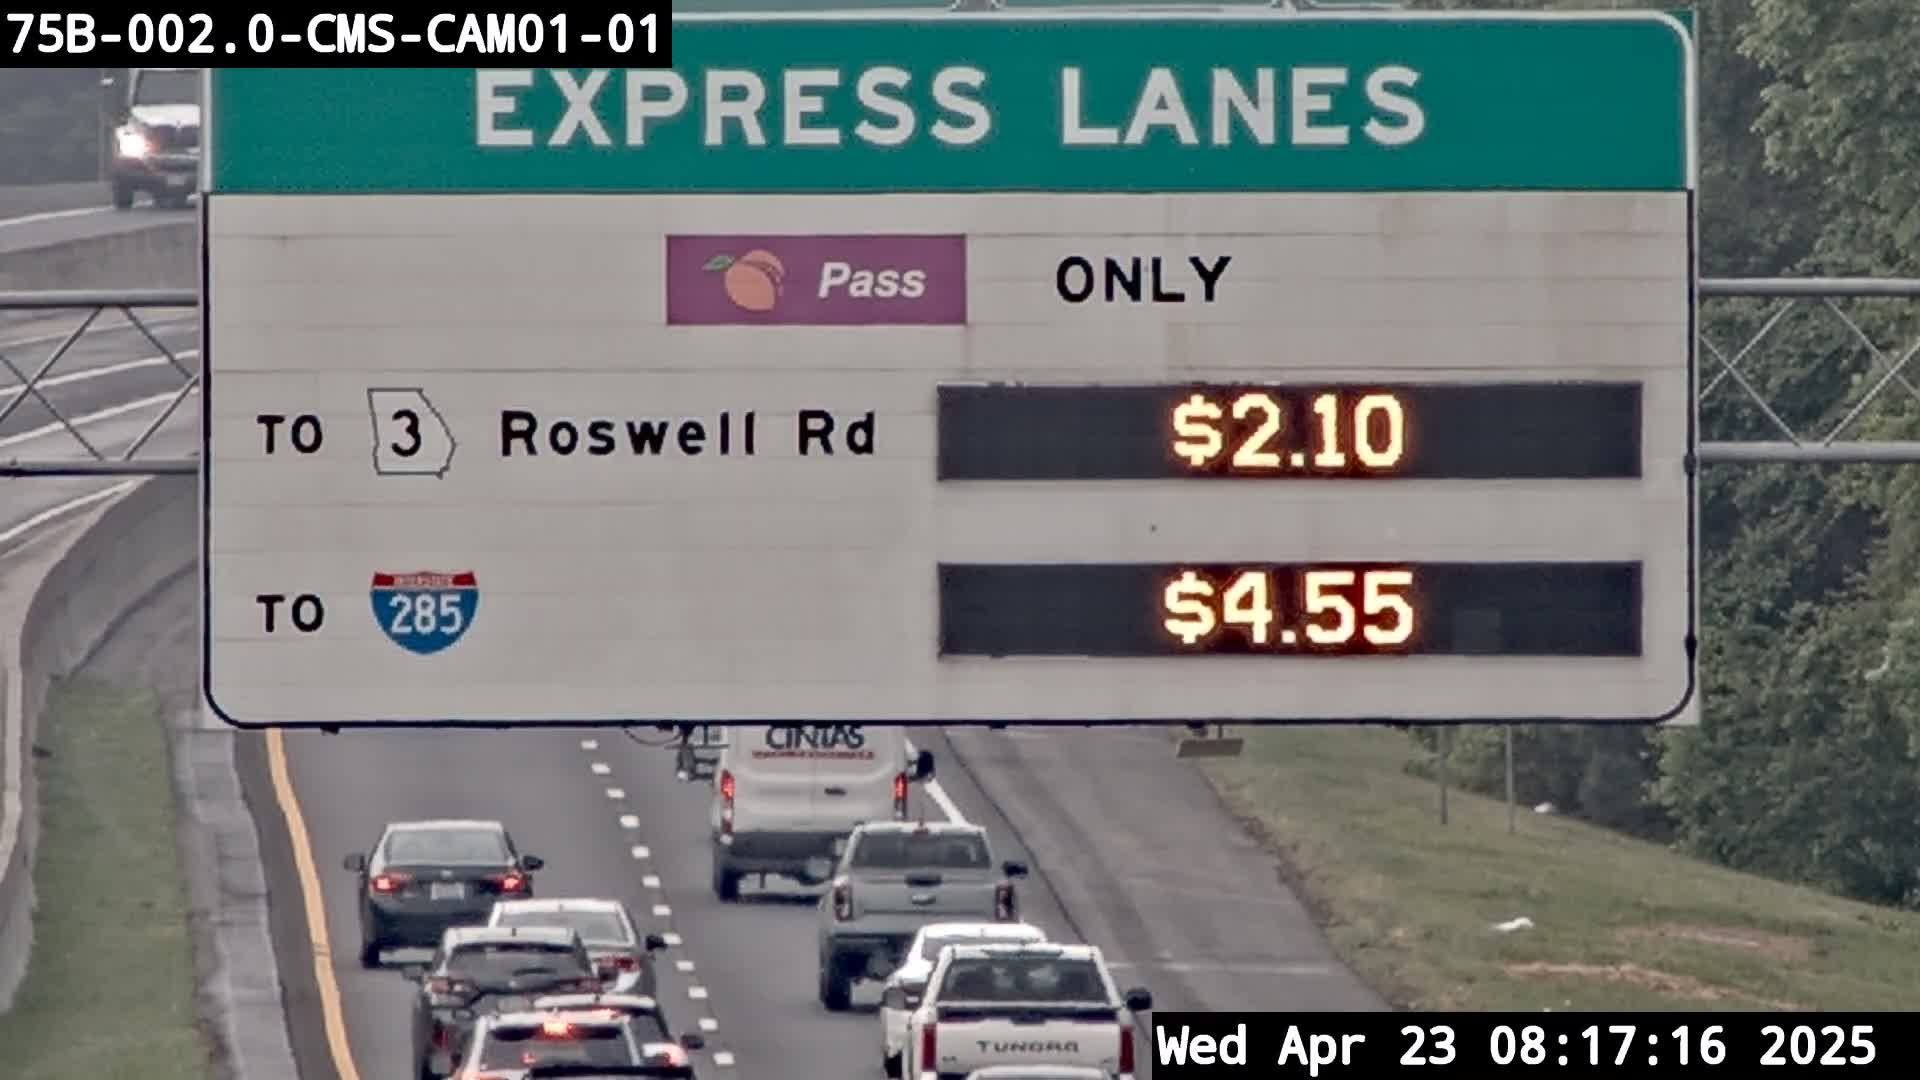 75B-002.0-CMS-CAM01-01
EXPRESS LANES
Pass ONLY
TO 3 Roswell Rd $2.10
INTERSTATE
TO 285 $4.55
CINTAS
TUNDRA
Wed Apr 23 08:17:16 2025